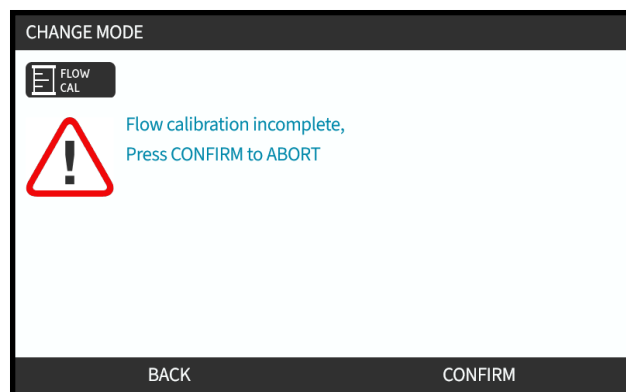 CHANGE MODE
FLOW
CAL
Flow calibration incomplete,
Press CONFIRM to ABORT
!
BACK CONFIRM